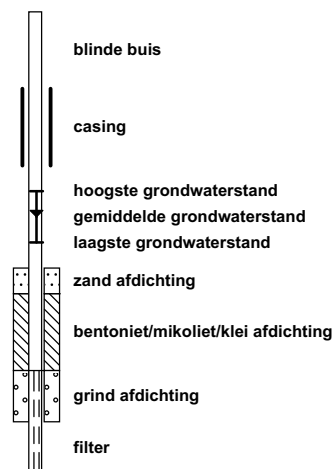 blinde buis
casing
hoogste grondwaterstand
gemiddelde grondwaterstand
laagste grondwaterstand
zand afdichting
bentoniet/mikoliet/klei afdichting
grind afdichting
filter